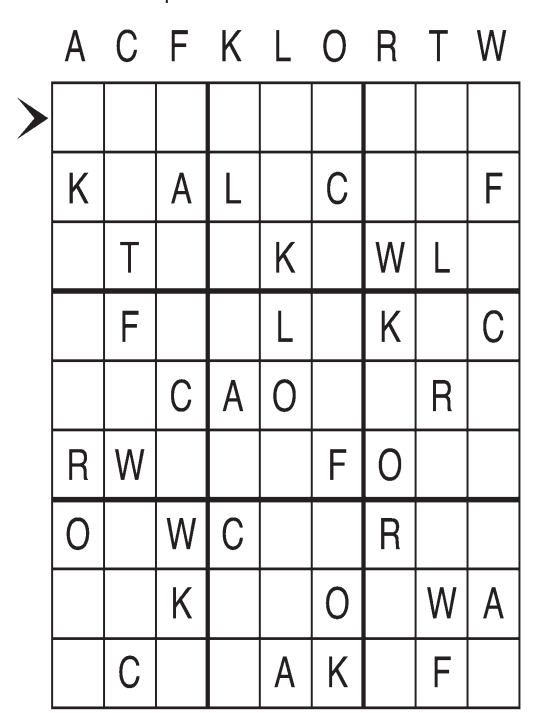 A C F K L O R T W
K A L C F
T K W L
F L K C
C A O R
R W F O
O W C R
K O W A
C A K F